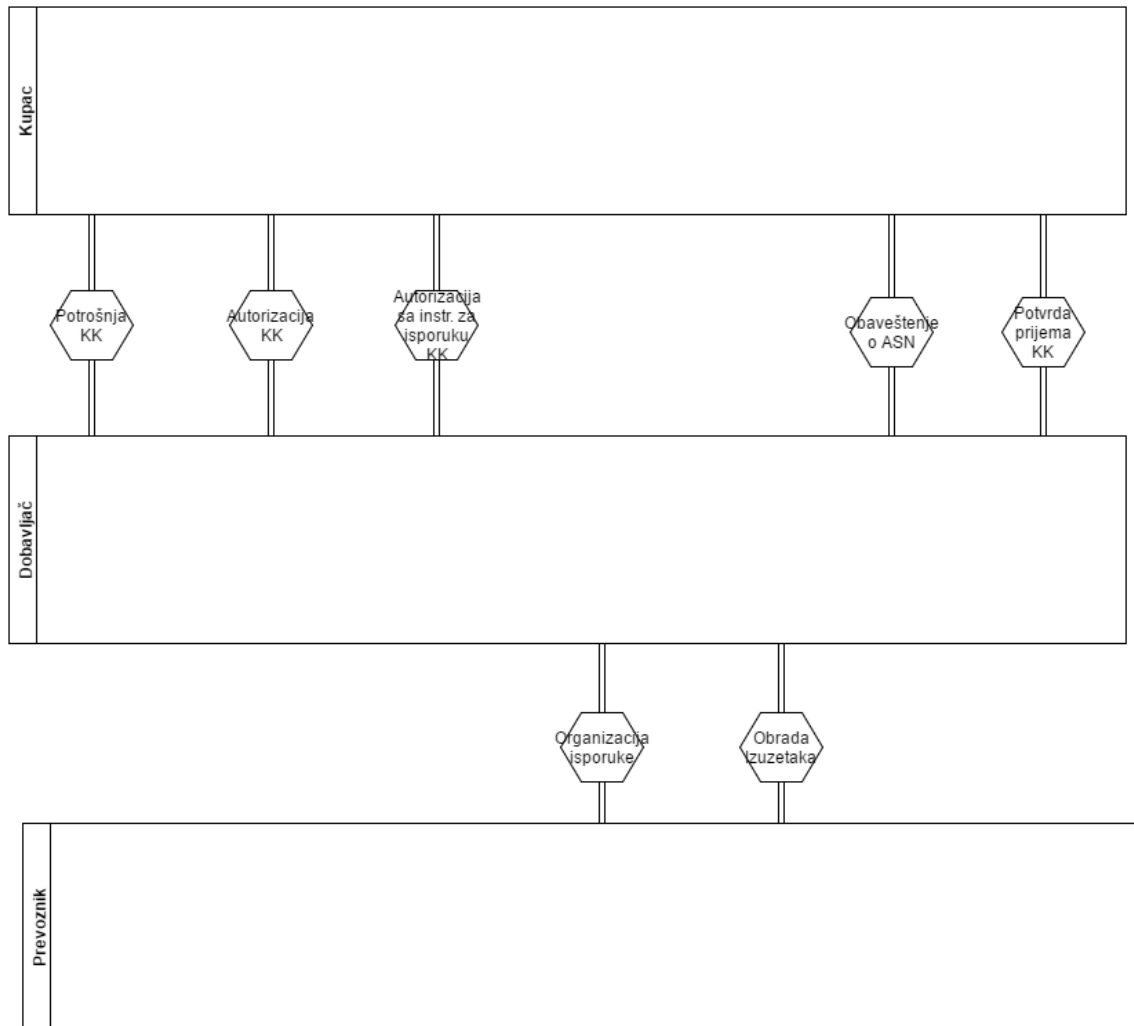 Kupac
Potrošnja
KK
Autorizacija
KK
Autorizacija
sa instr. za
isporuku
KK
Obaveštenje
o ASN
Potvrda
prijema
KK
Dobavljač
Organizacija
isporuke
Obrada
Izuzetaka
Prevoznik